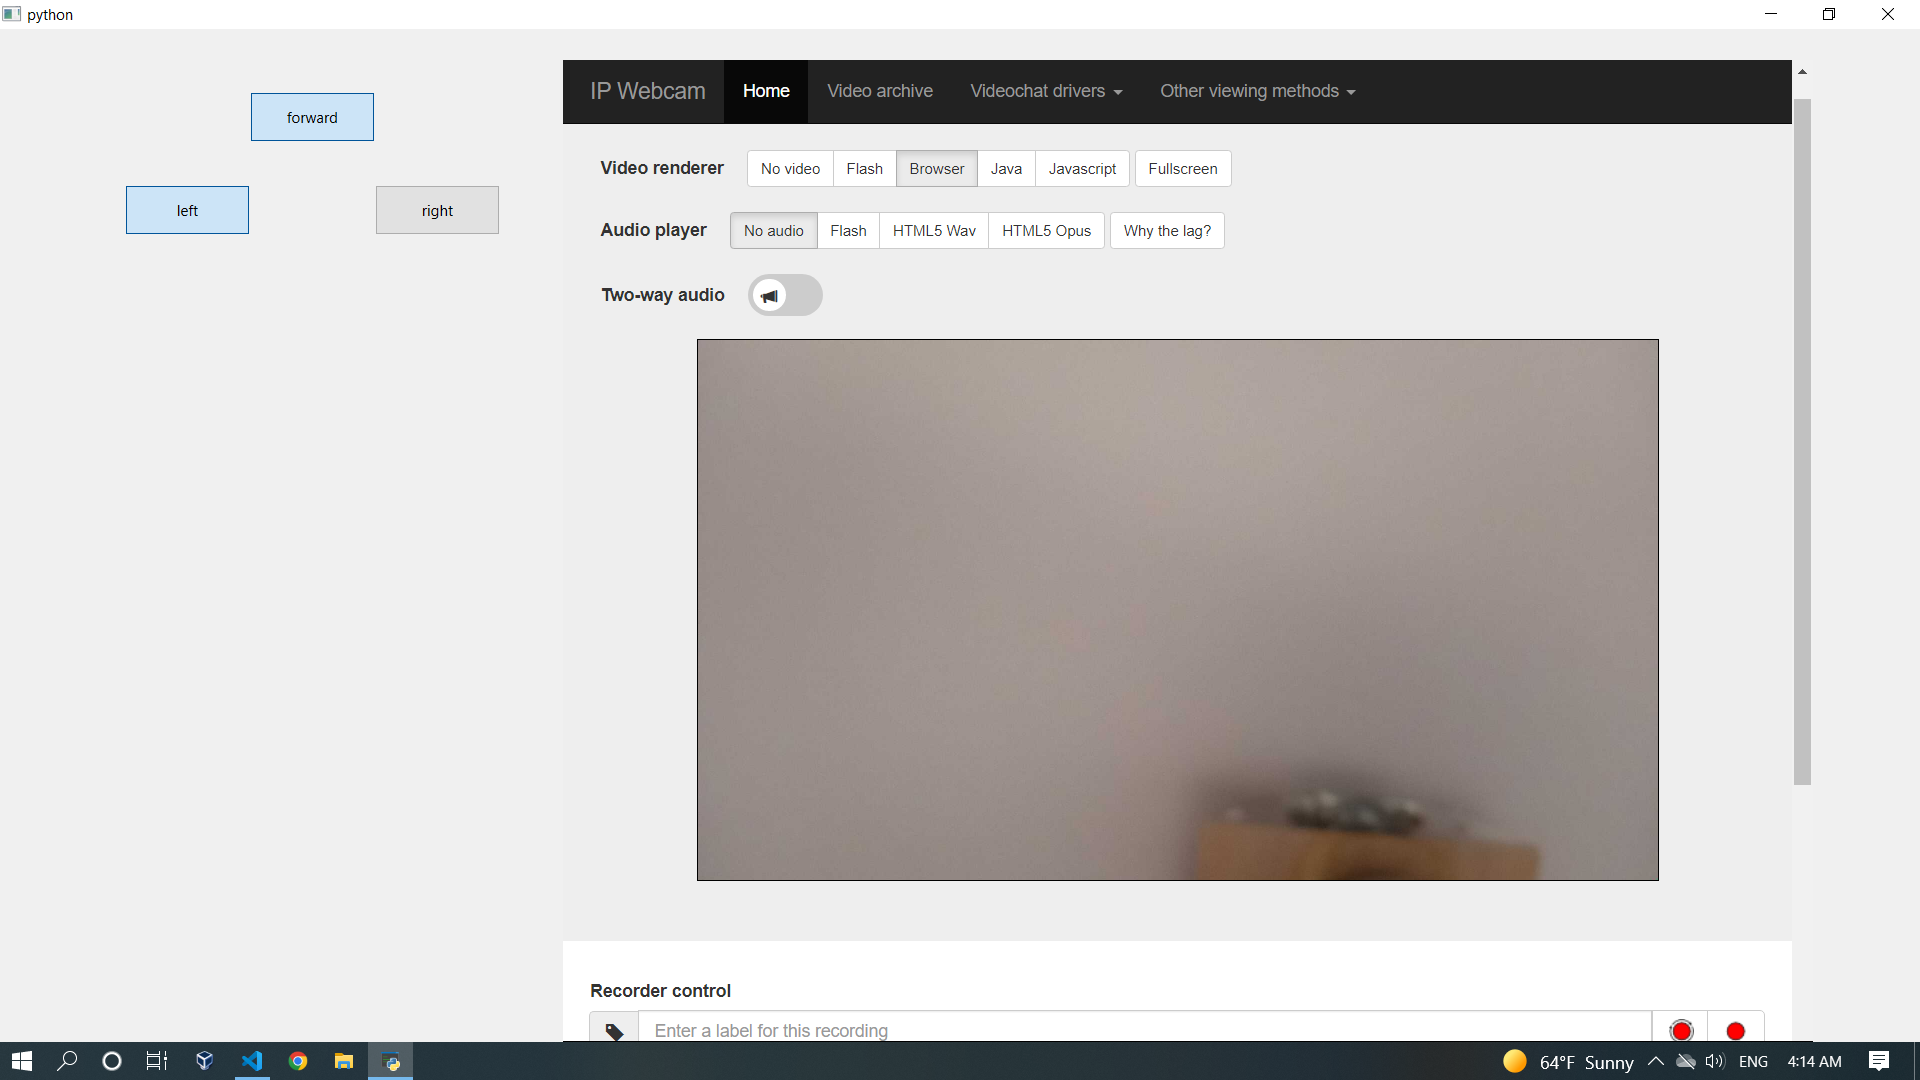 python
forward
left
right
IP Webcam Home Video archive Videochat drivers Other viewing methods
Video renderer No video Flash Browser Java Javascript Fullscreen
Audio player No audio Flash HTML5 Wav HTML5 Opus Why the lag?
Two-way audio
Recorder control
Enter a label for this recording
64°F Sunny ENG 4:14 AM